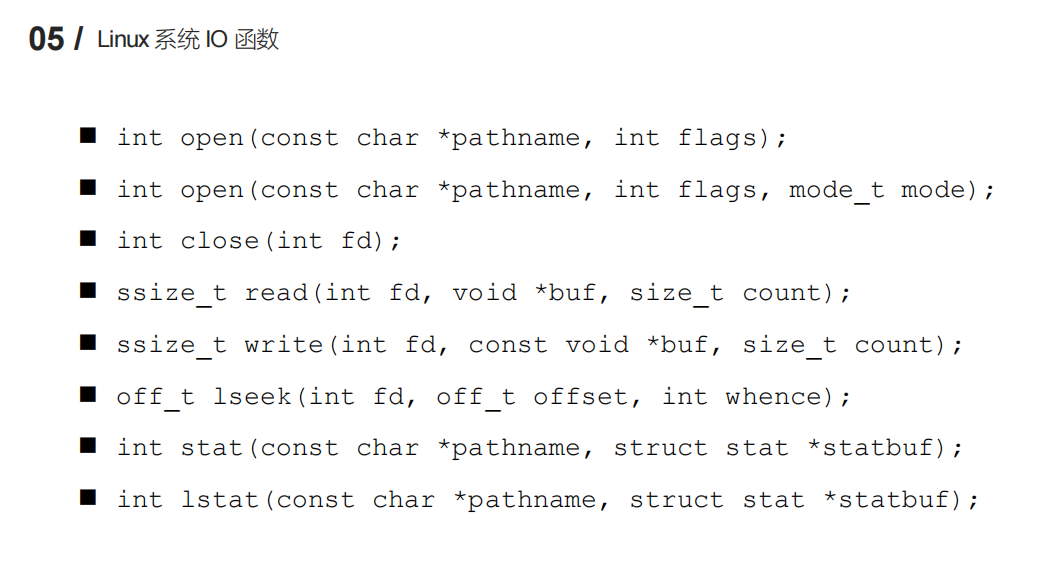 05 / Linux 系统 IO 函数
■ int open(const char *pathname, int flags);
■ int open(const char *pathname, int flags, mode_t mode);
■ int close(int fd);
■ ssize_t read(int fd, void *buf, size_t count);
■ ssize_t write(int fd, const void *buf, size_t count);
■ off_t lseek(int fd, off_t offset, int whence);
■ int stat(const char *pathname, struct stat *statbuf);
■ int lstat(const char *pathname, struct stat *statbuf);